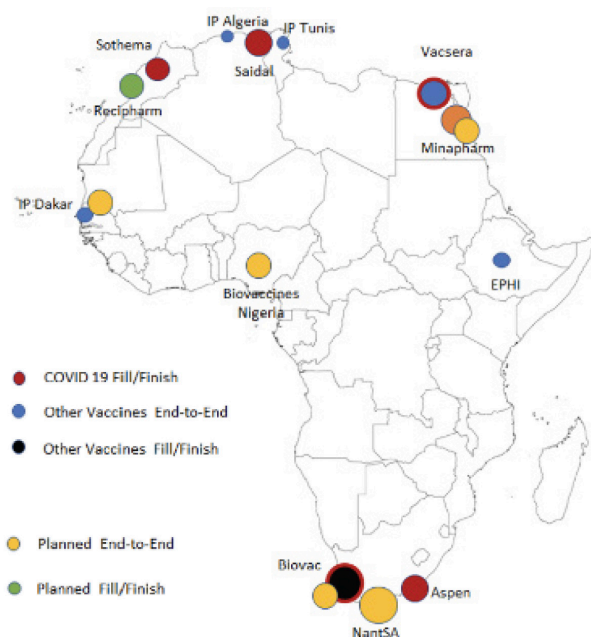 IP Algeria
IP Tunis
Sothema
Saidal
Vacsera
Recipharm
Minapharm
IP Dakar
Biovaccines
Nigeria
EPHI
COVID 19 Fill/Finish
Other Vaccines End-to-End
Other Vaccines Fill/Finish
Planned End-to-End
Planned Fill/Finish
Biovac
Aspen
NantSA